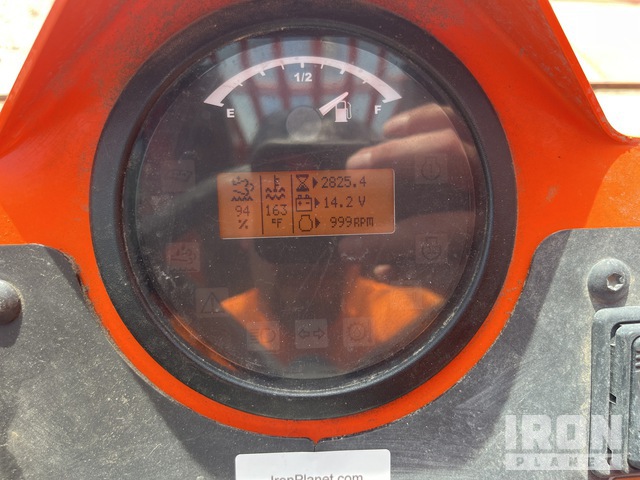 1/2
E F
2825.4
94 163 14.2 V
% °F 999RPM
IronPlanet.com
IRON
PLANET